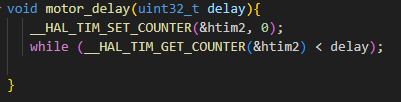 void motor_delay(uint32_t delay){
__HAL_TIM_SET_COUNTER(&htim2, 0);
while (__HAL_TIM_GET_COUNTER(&htim2) < delay);
}